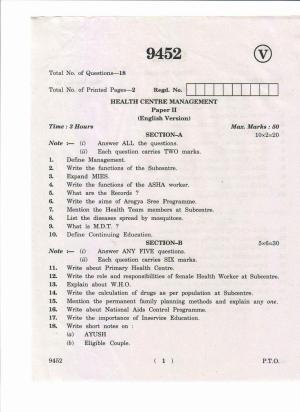 9452
V
Total No. of Questions—18
Total No. of Printed Pages—2 Regd. No.
HEALTH CENTRE MANAGEMENT
Paper II
(English Version)
Time : 3 Hours Max. Marks : 50
SECTION-A 10×2=20
Note :— (i) Answer ALL the questions.
(ii) Each question carries TWO marks.
1. Define Management.
2. Write the functions of the Subcentre.
3. Expand MIES.
4. Write the functions of the ASHA worker.
5. What are the Records ?
6. Write the aims of Arogya Sree Programme.
7. Mention the Health Team members at Subcentre.
8. List the diseases spread by mosquitoes.
9. What is M.D.T. ?
10. Define Continuing Education.
SECTION-B 5×6=30
Note :— (i) Answer ANY FIVE questions.
(ii) Each question carries SIX marks.
11. Write about Primary Health Centre.
12. Write the role and responsibilities of female Health Worker at Subcentre.
13. Explain about W.H.O.
14. Write the calculation of drugs as per population at Subcentre.
15. Mention the permanent family planning methods and explain any one.
16. Write about National Aids Control Programme.
17. Write the importance of Inservice Education.
18. Write short notes on :
(a) AYUSH
(b) Eligible Couple.
9452 ( 1 ) P.T.O.